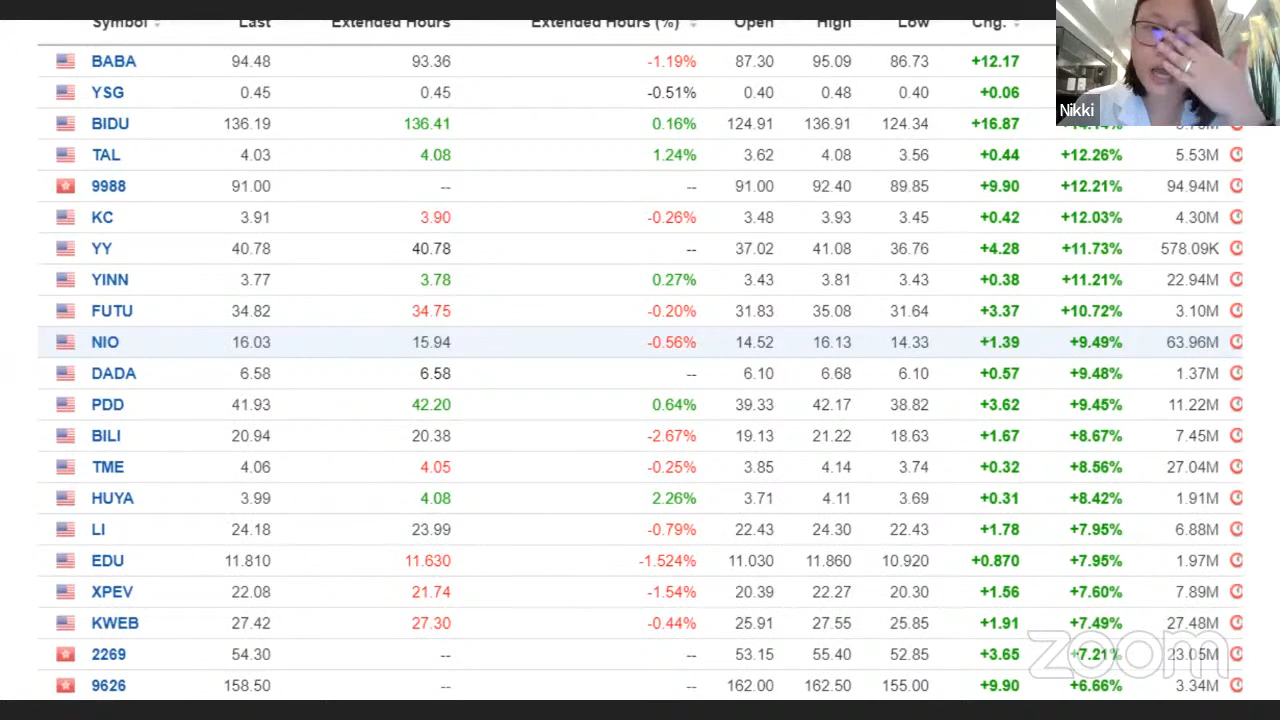 Symbol Last Extended Hours Extended Hours (%) Open High Low Chg.
BABA 94.48 93.36 -1.19% 87.30 95.09 86.73 +12.17
YSG 0.45 0.45 -0.51% 0.40 0.48 0.40 +0.06
Nikki
BIDU 136.19 136.41 0.16% 124.91 136.91 124.34 +16.87
TAL 4.03 4.08 1.24% 3.62 4.08 3.56 +0.44 +12.26% 5.53M
9988 91.00 -- -- 91.00 92.40 89.85 +9.90 +12.21% 94.94M
KC 3.91 3.90 -0.26% 3.48 3.93 3.45 +0.42 +12.03% 4.30M
YY 40.78 40.78 -- 37.02 41.08 36.76 +4.28 +11.73% 578.09K
YINN 3.77 3.78 0.27% 3.43 3.81 3.43 +0.38 +11.21% 22.94M
FUTU 34.82 34.75 -0.20% 31.83 35.08 31.64 +3.37 +10.72% 3.10M
NIO 16.03 15.94 -0.56% 14.52 16.13 14.33 +1.39 +9.49% 63.96M
DADA 6.58 6.58 -- 6.10 6.68 6.10 +0.57 +9.48% 1.37M
PDD 41.93 42.20 0.64% 39.33 42.17 38.82 +3.62 +9.45% 11.22M
BILI 20.94 20.38 -2.67% 19.13 21.22 18.63 +1.67 +8.67% 7.45M
TME 4.06 4.05 -0.25% 3.85 4.14 3.74 +0.32 +8.56% 27.04M
HUYA 3.99 4.08 2.26% 3.71 4.11 3.69 +0.31 +8.42% 1.91M
LI 24.18 23.99 -0.79% 22.43 24.30 22.43 +1.78 +7.95% 6.88M
EDU 11.810 11.630 -1.524% 11.030 11.860 10.920 +0.870 +7.95% 1.97M
XPEV 22.08 21.74 -1.54% 20.39 22.27 20.30 +1.56 +7.60% 7.89M
KWEB 27.42 27.30 -0.44% 25.91 27.55 25.85 +1.91 +7.49% 27.48M
2269 54.30 -- -- 53.15 55.40 52.85 +3.65 +7.21% 23.05M
zoom
9626 158.50 -- -- 162.00 162.50 155.00 +9.90 +6.66% 3.34M